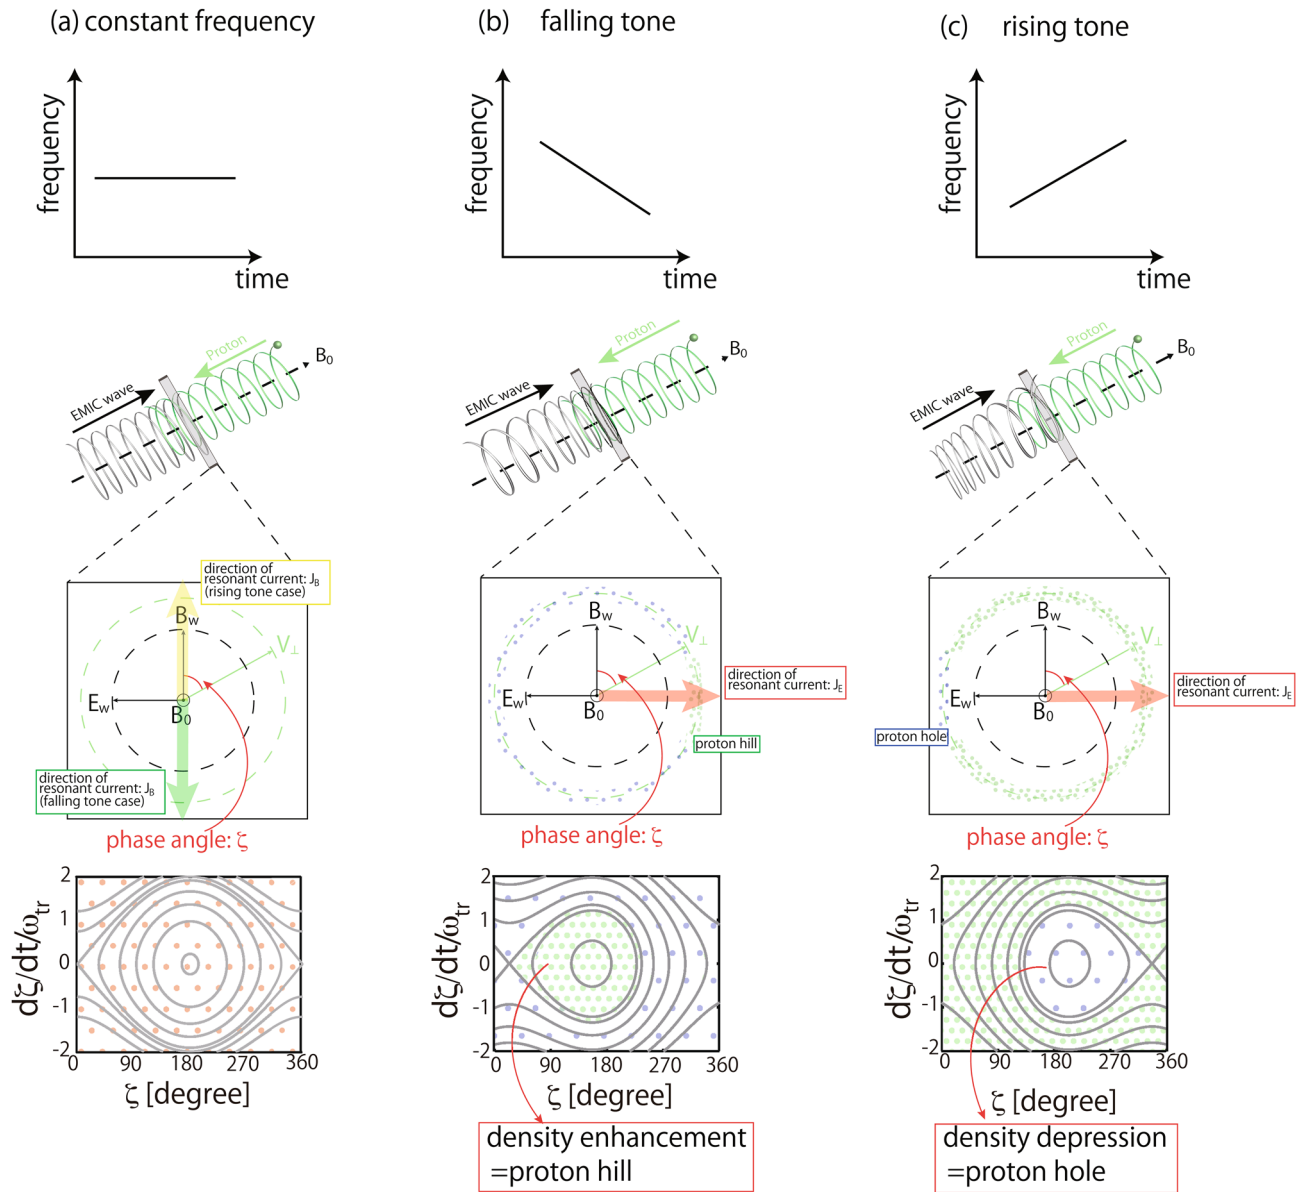 (a) constant frequency
frequency
time
Proton
B0
EMIC wave
direction of
resonant current: JB
(rising tone case)
Bw
V⊥
Ew
B0
direction of
resonant current: JB
(falling tone case)
phase angle: ζ
2
1
0
-1
-2
dζ/dt/ωtr
0
90
180
270
360
ζ [degree]
(b) falling tone
frequency
time
Proton
B0
EMIC wave
Bw
V⊥
direction of
resonant current: JE
Ew
B0
proton hill
phase angle: ζ
2
1
0
-1
-2
dζ/dt/ωtr
0
90
180
270
360
ζ [degree]
density enhancement
=proton hill
(c) rising tone
frequency
time
Proton
B0
EMIC wave
Bw
V⊥
direction of
resonant current: JE
Ew
B0
proton hole
phase angle: ζ
2
1
0
-1
-2
dζ/dt/ωtr
0
90
180
270
360
ζ [degree]
density depression
=proton hole